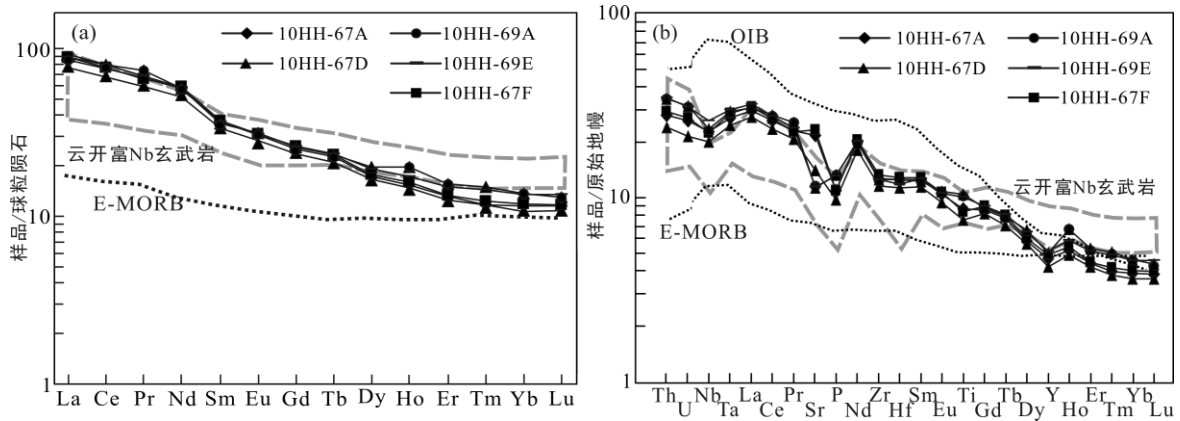 (a)
10HH-67A
10HH-69A
10HH-67D
10HH-69E
10HH-67F
云开富Nb玄武岩
E-MORB
样品/球粒陨石
100
10
1
La Ce Pr Nd Sm Eu Gd Tb Dy Ho Er Tm Yb Lu
(b)
OIB
10HH-67A
10HH-69A
10HH-67D
10HH-69E
10HH-67F
云开富Nb玄武岩
E-MORB
样品/原始地幔
100
10
1
Th U Nb Ta La Ce Pr Sr P Nd Zr Hf Sm Eu Ti Gd Tb Dy Y Ho Er Tm Yb Lu